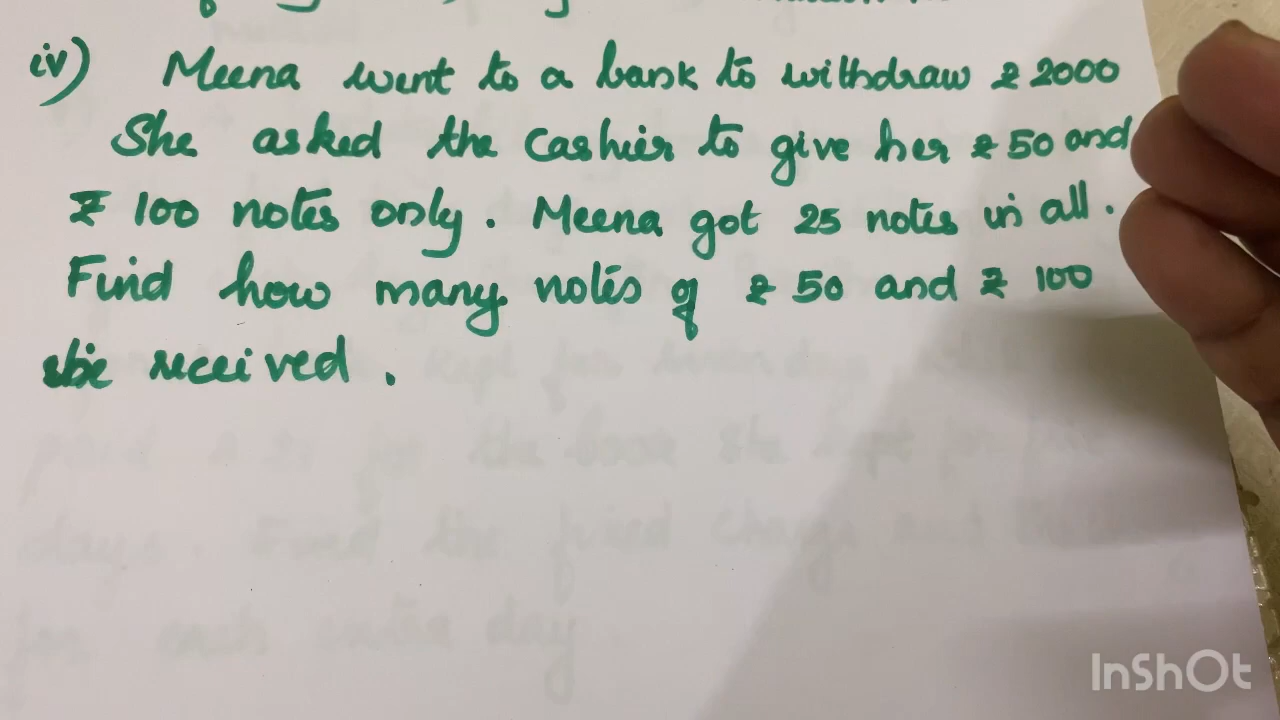 iv) Meena went to a bank to withdraw ₹ 2000
She asked the cashier to give her ₹ 50 and
₹ 100 notes only. Meena got 25 notes in all.
Find how many notes of ₹ 50 and ₹ 100
she received.
InShOt